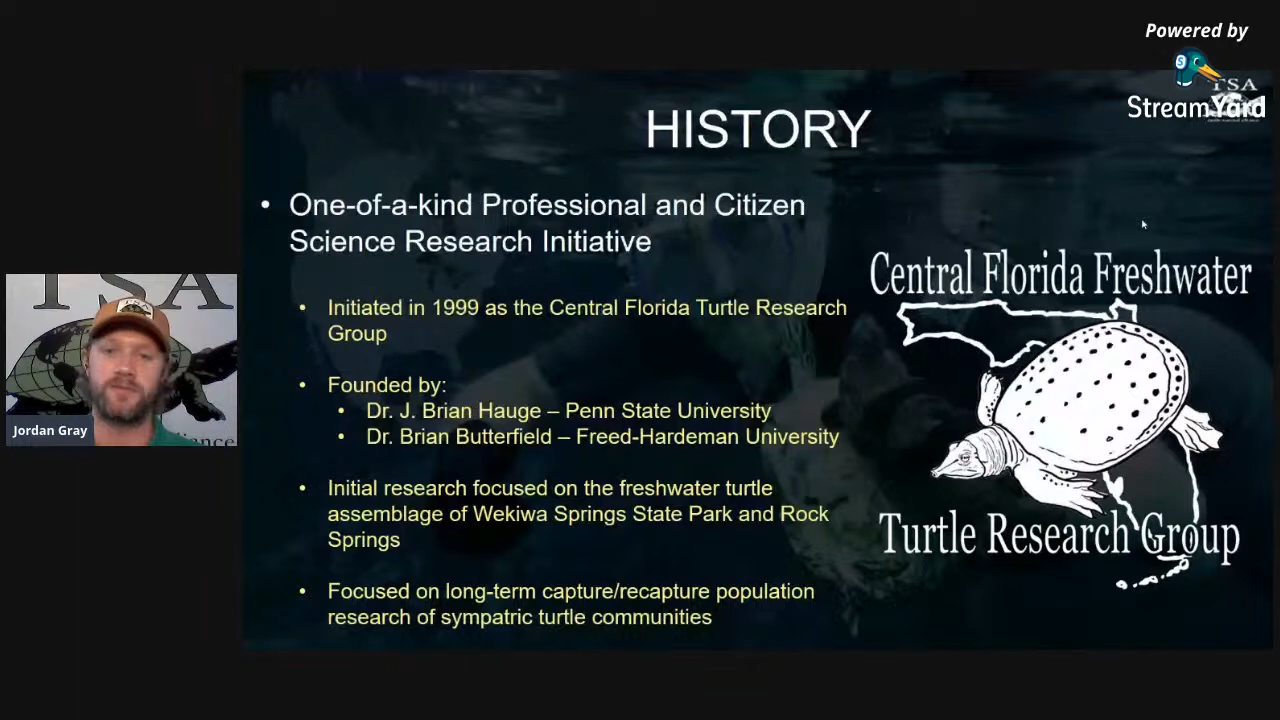 Powered by
StreamYard
TSA
HISTORY
• One-of-a-kind Professional and Citizen
Science Research Initiative
• Initiated in 1999 as the Central Florida Turtle Research
Group
• Founded by:
• Dr. J. Brian Hauge – Penn State University
• Dr. Brian Butterfield – Freed-Hardeman University
• Initial research focused on the freshwater turtle
assemblage of Wekiwa Springs State Park and Rock
Springs
• Focused on long-term capture/recapture population
research of sympatric turtle communities
Central Florida Freshwater
Turtle Research Group
TSA
Jordan Gray